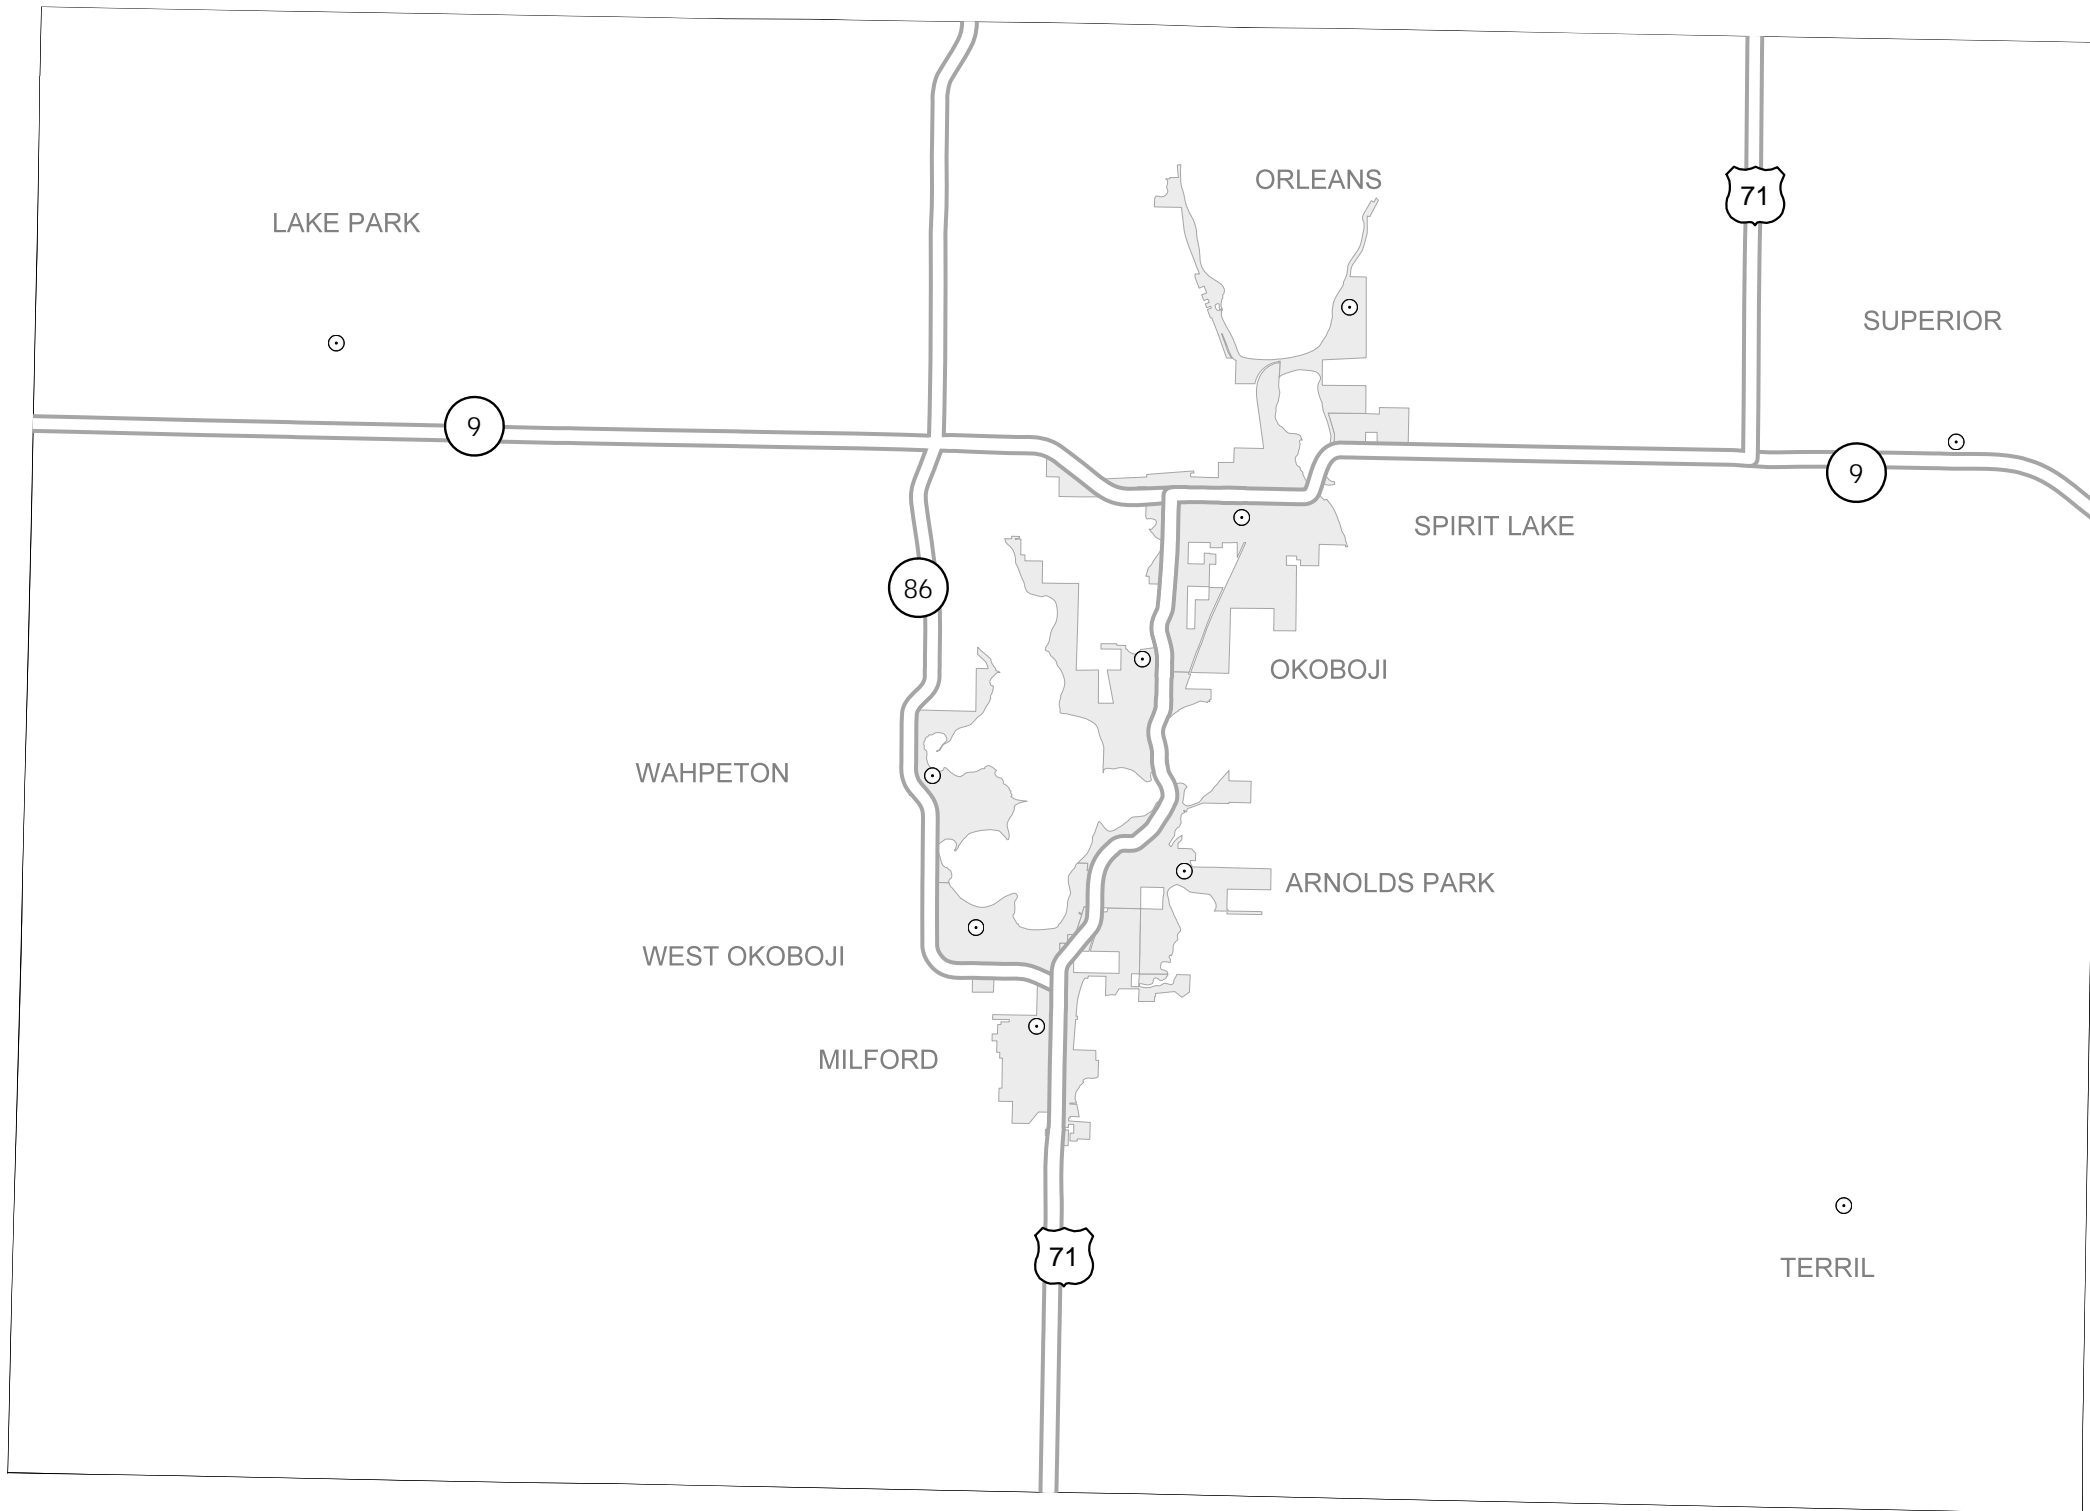 ORLEANS
71
LAKE PARK
SUPERIOR
9
9
SPIRIT LAKE
86
OKOBOJI
WAHPETON
ARNOLDS PARK
WEST OKOBOJI
MILFORD
71
TERRIL